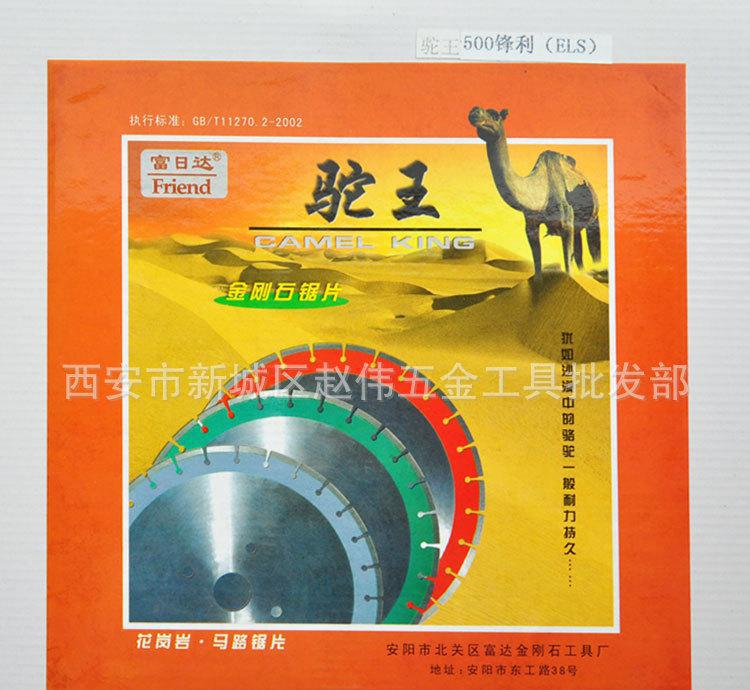 驼王500锋利（ELS）
执行标准：GB/T11270.2-2002
富日达®
Friend
驼王
CAMEL KING
金刚石锯片
西安市新城区赵伟五金工具批发部
犹如沙漠中的骆驼一般耐力持久……
花岗岩·马路锯片
安阳市北关区富达金刚石工具厂
地址：安阳市东工路38号